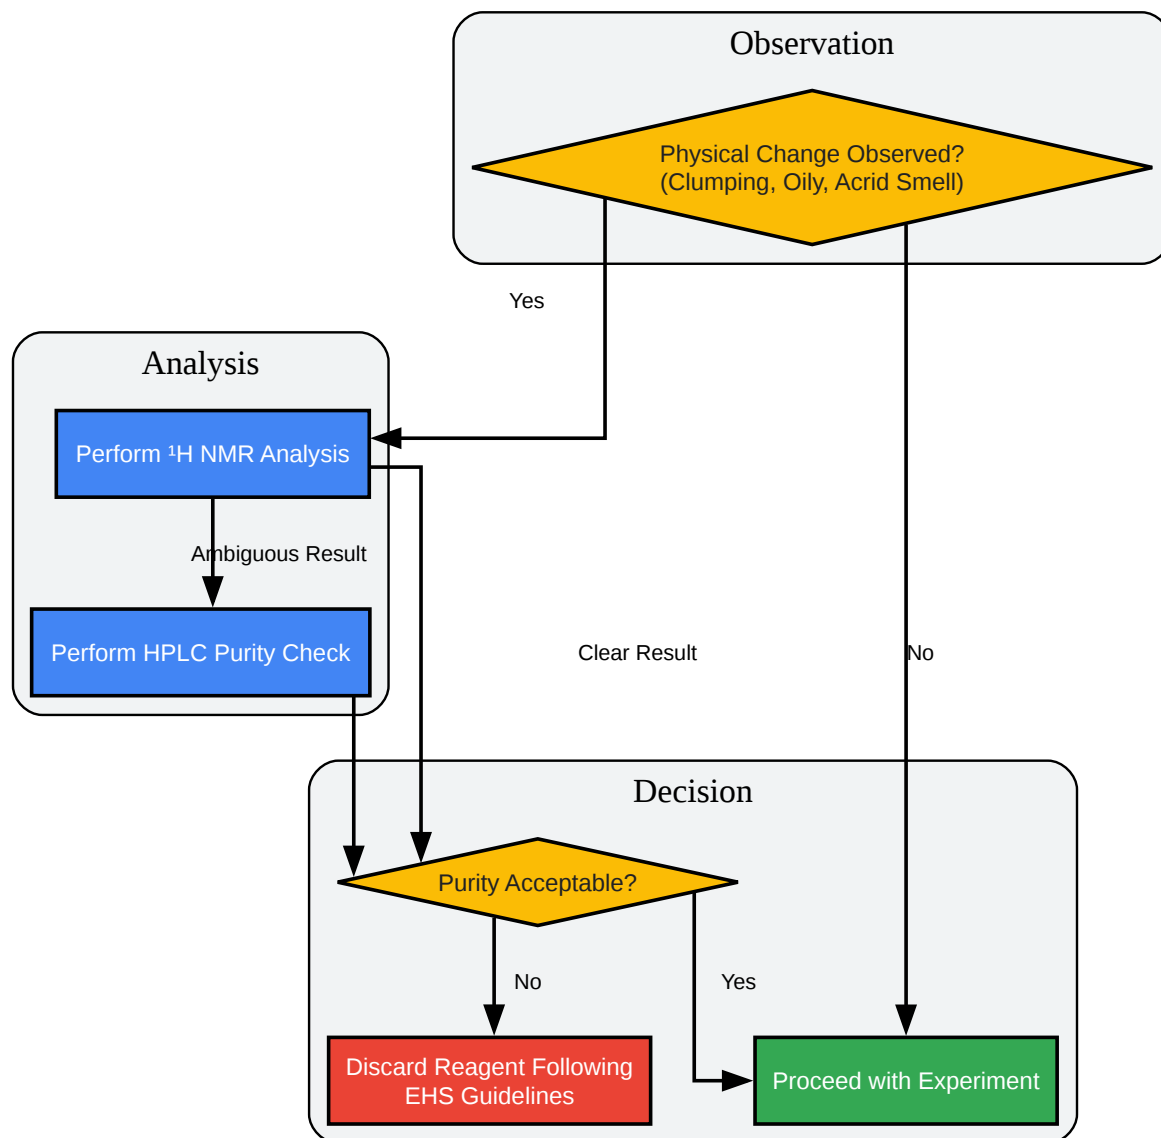 Observation
Physical Change Observed?
(Clumping, Oily, Acrid Smell)
Yes
Analysis
Perform ¹H NMR Analysis
Ambiguous Result
Perform HPLC Purity Check
Clear Result
No
Decision
Purity Acceptable?
No
Yes
Discard Reagent Following
EHS Guidelines
Proceed with Experiment